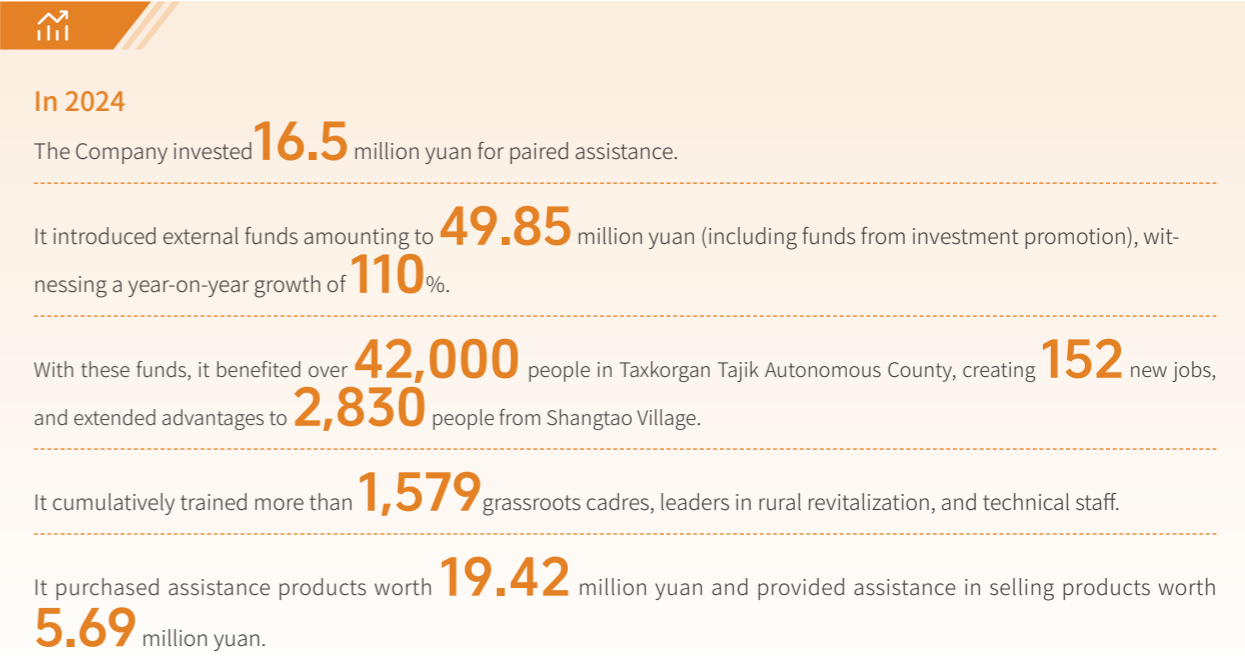 In 2024
The Company invested 16.5 million yuan for paired assistance.
It introduced external funds amounting to 49.85 million yuan (including funds from investment promotion), wit-
nessing a year-on-year growth of 110%.
With these funds, it benefited over 42,000 people in Taxkorgan Tajik Autonomous County, creating 152 new jobs,
and extended advantages to 2,830 people from Shangtao Village.
It cumulatively trained more than 1,579 grassroots cadres, leaders in rural revitalization, and technical staff.
It purchased assistance products worth 19.42 million yuan and provided assistance in selling products worth
5.69 million yuan.